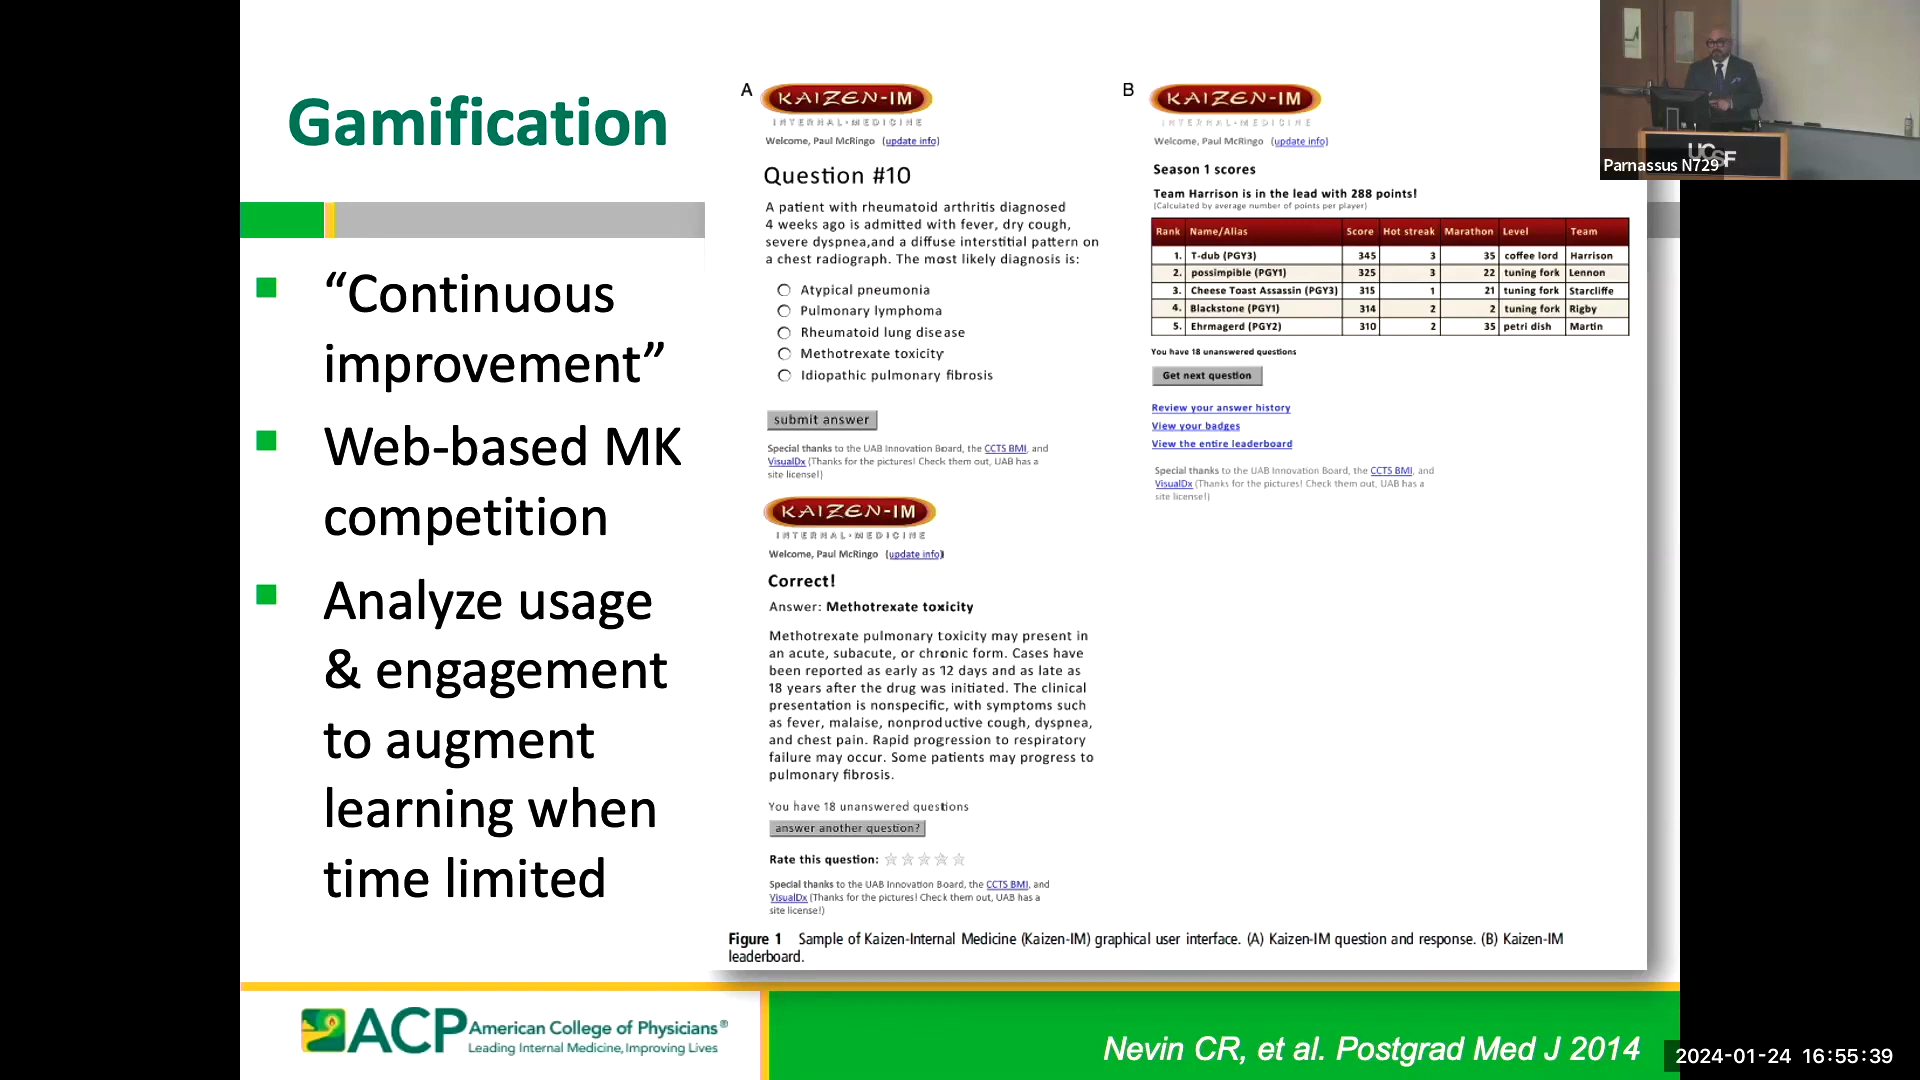 Gamification
“Continuous
improvement”
Web-based MK
competition
Analyze usage
& engagement
to augment
learning when
time limited
A
KAIZEN-IM
INTERNAL-MEDICINE
Welcome, Paul McRingo (update info)
Question #10
A patient with rheumatoid arthritis diagnosed
4 weeks ago is admitted with fever, dry cough,
severe dyspnea,and a diffuse interstitial pattern on
a chest radiograph. The most likely diagnosis is:
Atypical pneumonia
Pulmonary lymphoma
Rheumatoid lung disease
Methotrexate toxicity
Idiopathic pulmonary fibrosis
submit answer
Special thanks to the UAB Innovation Board, the CCTS BMI, and
VisualDx (Thanks for the pictures! Check them out, UAB has a
site license!)
KAIZEN-IM
INTERNAL-MEDICINE
Welcome, Paul McRingo (update info)
Correct!
Answer: Methotrexate toxicity
Methotrexate pulmonary toxicity may present in
an acute, subacute, or chronic form. Cases have
been reported as early as 12 days and as late as
18 years after the drug was initiated. The clinical
presentation is nonspecific, with symptoms such
as fever, malaise, nonproductive cough, dyspnea,
and chest pain. Rapid progression to respiratory
failure may occur. Some patients may progress to
pulmonary fibrosis.
You have 18 unanswered questions
answer another question?
Rate this question:
Special thanks to the UAB Innovation Board, the CCTS BMI, and
VisualDx (Thanks for the pictures! Check them out, UAB has a
site license!)
B
KAIZEN-IM
INTERNAL-MEDICINE
Welcome, Paul McRingo (update info)
Season 1 scores
Team Harrison is in the lead with 288 points!
(Calculated by average number of points per player)
Rank Name/Alias Score Hot streak Marathon Level Team
1. T-dub (PGY3) 345 3 35 coffee lord Harrison
2. possimpible (PGY1) 325 3 22 tuning fork Lennon
3. Cheese Toast Assassin (PGY3) 315 1 21 tuning fork Starcliffe
4. Blackstone (PGY1) 314 2 2 tuning fork Rigby
5. Ehrmagerd (PGY2) 310 2 35 petri dish Martin
You have 18 unanswered questions
Get next question
Review your answer history
View your badges
View the entire leaderboard
Special thanks to the UAB Innovation Board, the CCTS BMI, and
VisualDx (Thanks for the pictures! Check them out, UAB has a
site license!)
Figure 1 Sample of Kaizen-Internal Medicine (Kaizen-IM) graphical user interface. (A) Kaizen-IM question and response. (B) Kaizen-IM
leaderboard.
ACP American College of Physicians®
Leading Internal Medicine, Improving Lives
Nevin CR, et al. Postgrad Med J 2014
UCSF
Parnassus N729
2024-01-24 16:55:39